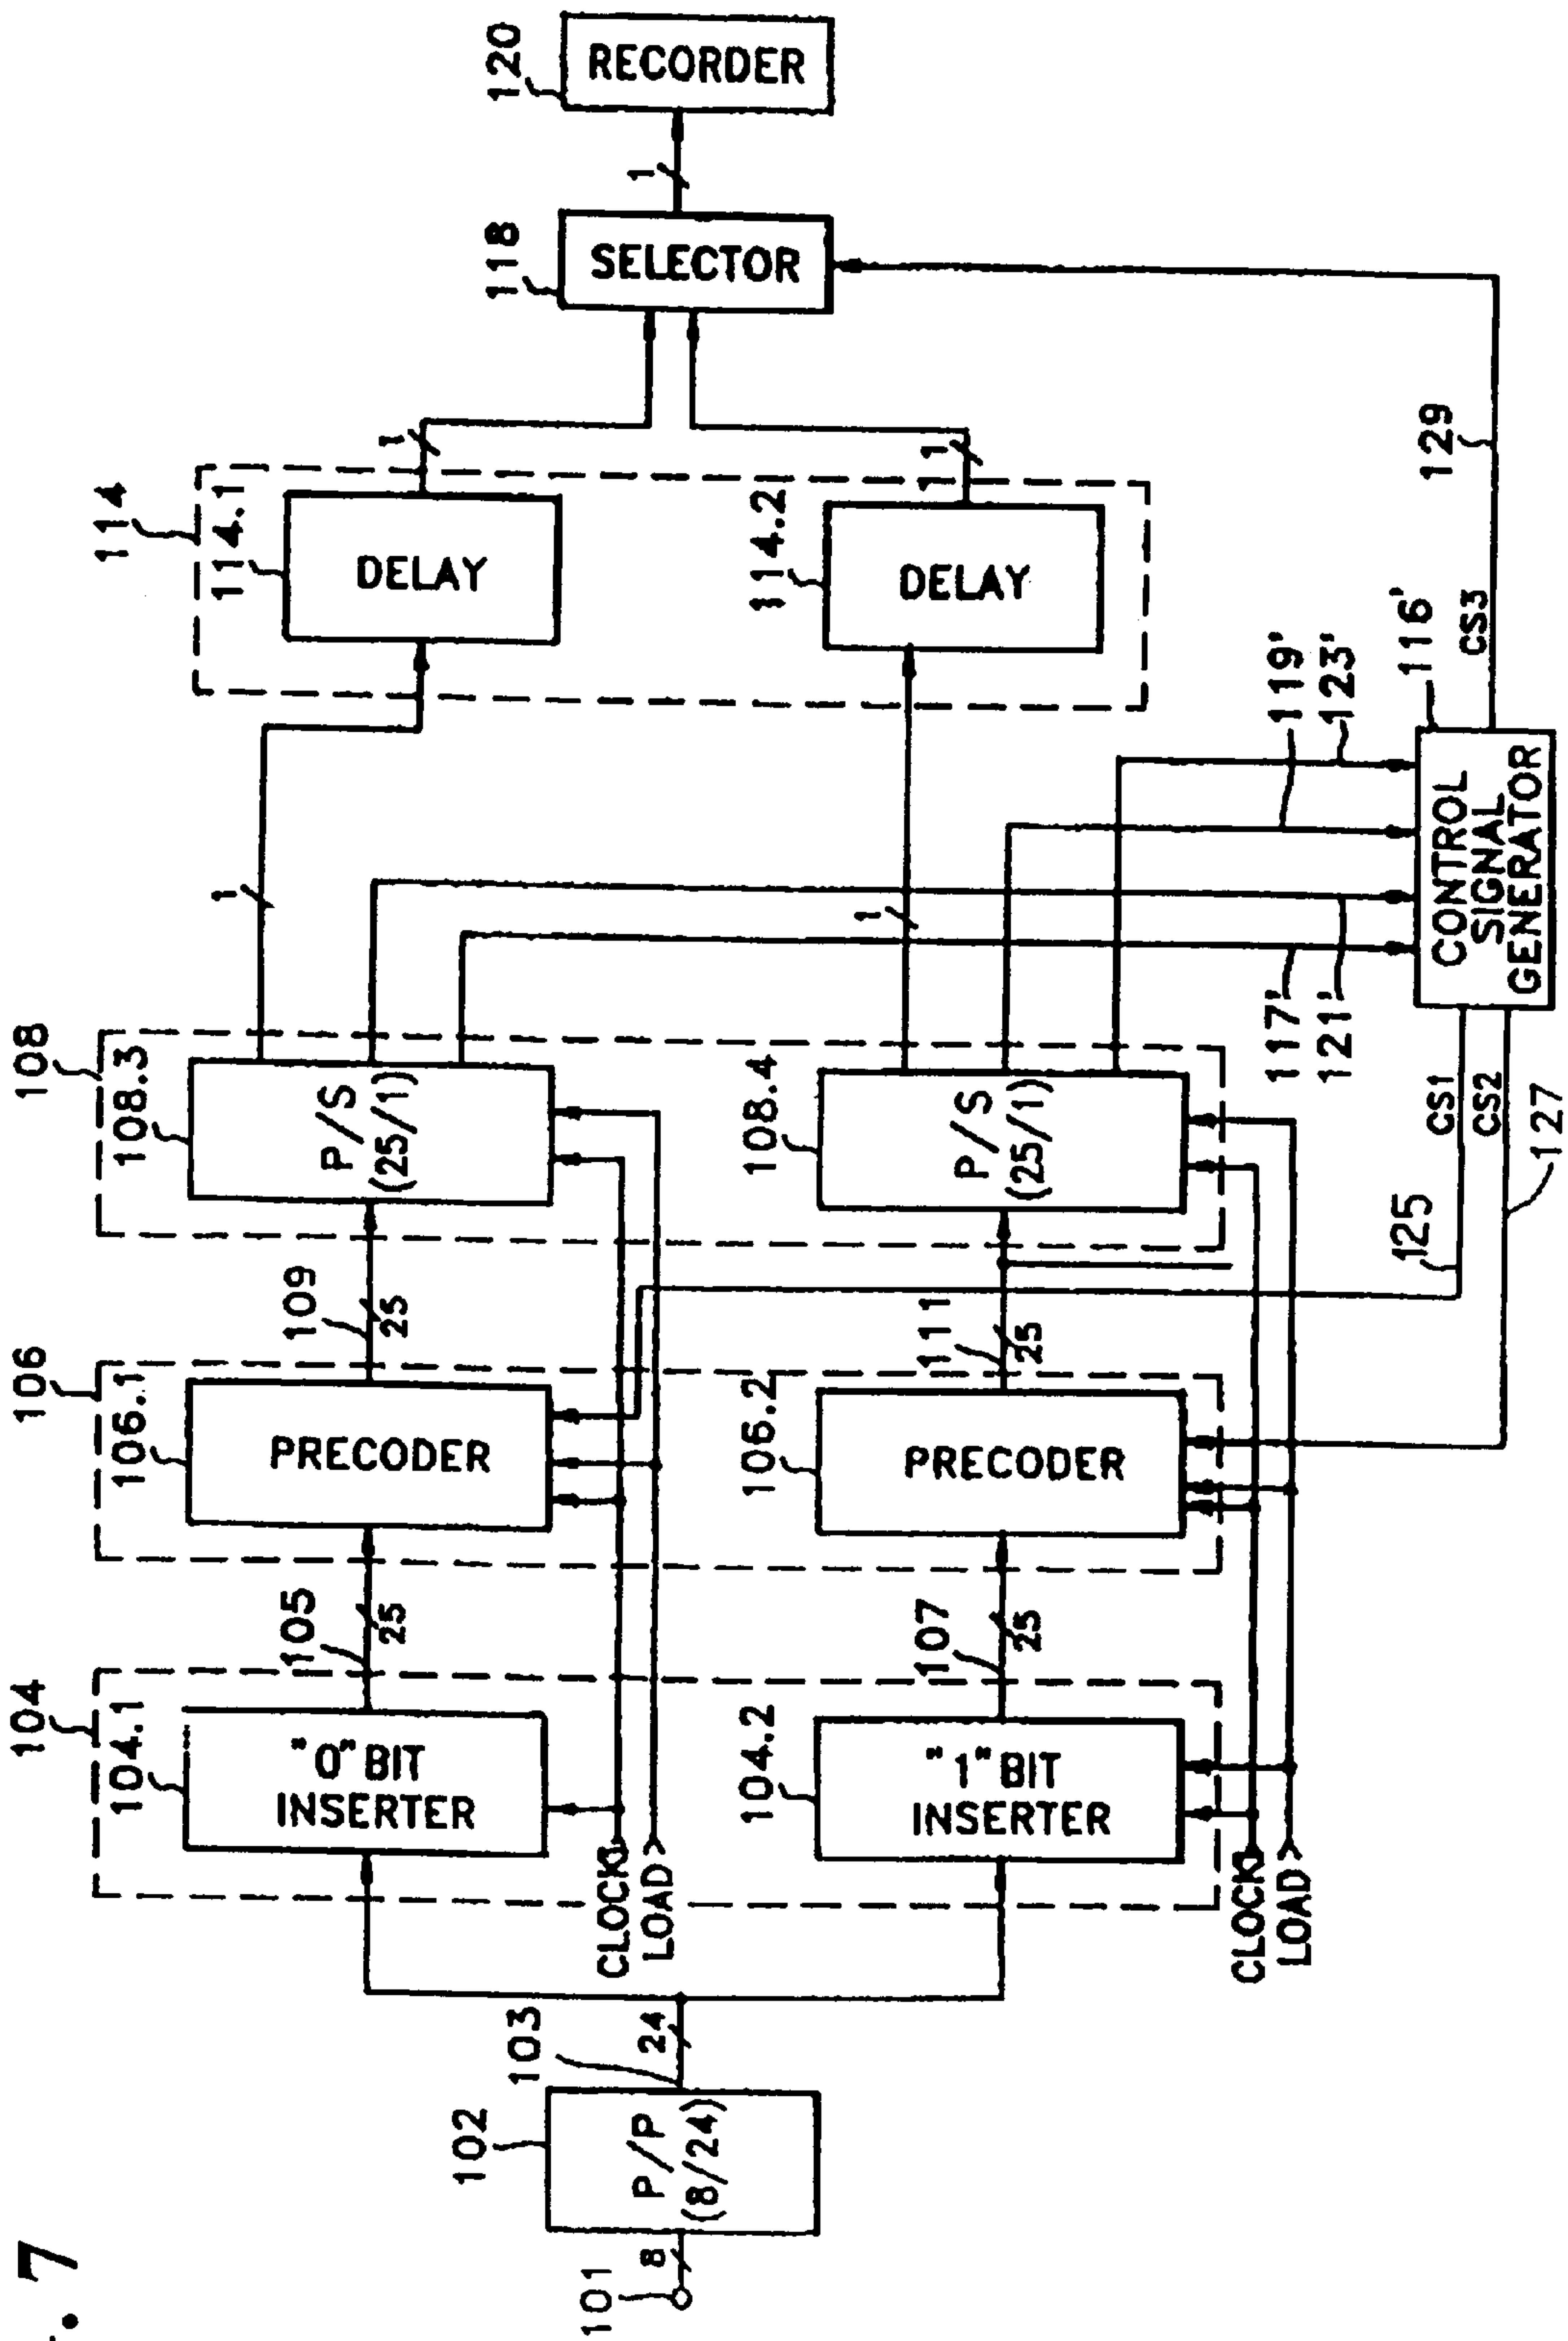 . 7
101
8
102
P/P
(8/24)
103
24
104
104.1
"0" BIT
INSERTER
105
25
104.2
"1" BIT
INSERTER
107
25
CLOCK
LOAD
CLOCK
LOAD
106
106.1
PRECODER
109
25
106.2
PRECODER
111
25
108
108.3
P/S
(25/1)
1
108.4
P/S
(25/1)
1
125
CS1
CS2
127
117'
121'
119'
123'
116'
CONTROL
SIGNAL
GENERATOR
CS3
129
114
114.1
DELAY
1
114.2
DELAY
1
1
118
SELECTOR
1
120
RECORDER